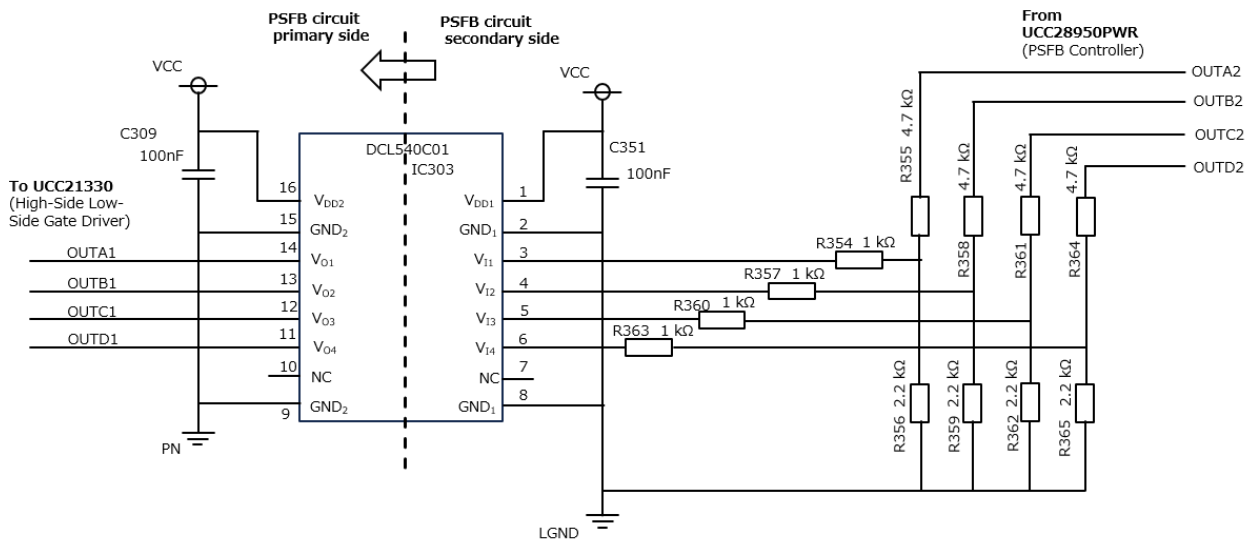 PSFB circuit
primary side
PSFB circuit
secondary side
From
UCC28950PWR
(PSFB Controller)
VCC
VCC
OUTA2
OUTB2
OUTC2
OUTD2
C309
100nF
DCL540C01
IC303
C351
100nF
R355 4.7 kΩ
4.7 kΩ
4.7 kΩ
4.7 kΩ
To UCC21330
(High-Side Low-
Side Gate Driver)
16 VDD2 VDD1 1
15 GND2 GND1 2
OUTA1 14 VO1 VI1 3 R354 1 kΩ
R358
R361
R364
OUTB1 13 VO2 VI2 4 R357 1 kΩ
OUTC1 12 VO3 VI3 5 R360 1 kΩ
OUTD1 11 VO4 VI4 6 R363 1 kΩ
10 NC NC 7
9 GND2 GND1 8
R356 2.2 kΩ
R359 2.2 kΩ
R362 2.2 kΩ
R365 2.2 kΩ
PN
LGND